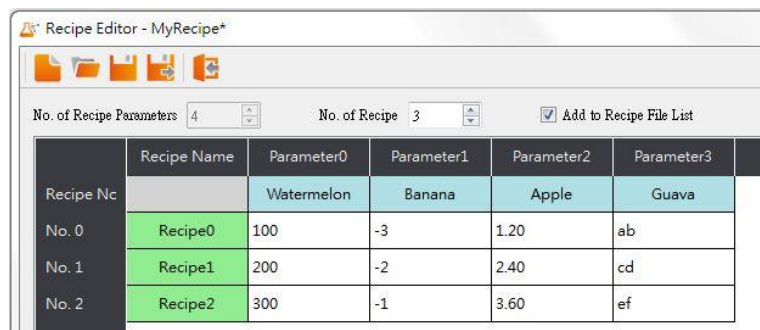 Recipe Editor - MyRecipe*
No. of Recipe Parameters 4 No. of Recipe 3 Add to Recipe File List
Recipe Name Parameter0 Parameter1 Parameter2 Parameter3
Recipe Nc Watermelon Banana Apple Guava
No. 0 Recipe0 100 -3 1.20 ab
No. 1 Recipe1 200 -2 2.40 cd
No. 2 Recipe2 300 -1 3.60 ef